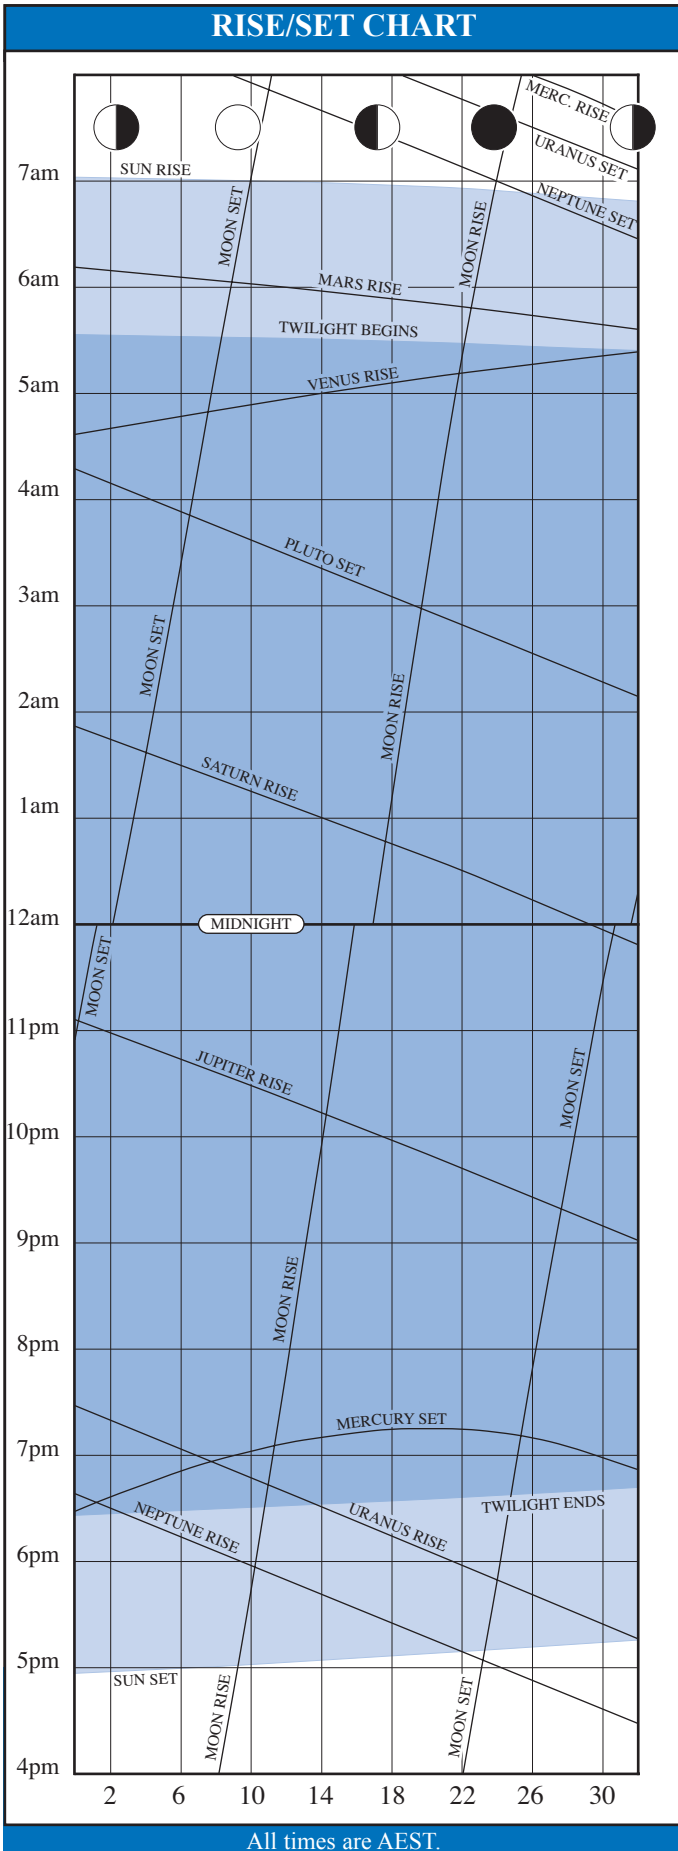 RISE/SET CHART
MERC. RISE
URANUS SET
NEPTUNE SET
SUN RISE
7am
MOON SET
MOON RISE
6am
MARS RISE
TWILIGHT BEGINS
5am
VENUS RISE
4am
PLUTO SET
3am
MOON SET
2am
MOON RISE
SATURN RISE
1am
12am
MIDNIGHT
MOON SET
11pm
JUPITER RISE
MOON SET
10pm
9pm
MOON RISE
8pm
MERCURY SET
7pm
TWILIGHT ENDS
NEPTUNE RISE
URANUS RISE
6pm
5pm
SUN SET
MOON RISE
MOON SET
4pm
2 6 10 14 18 22 26 30
All times are AEST.